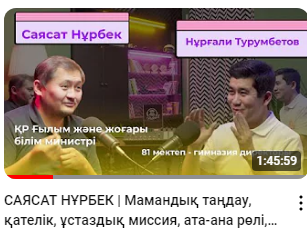 Саясат Нұрбек
Нұрғали Турумбетов
ҚР Ғылым және жоғары
білім министрі
81 мектеп - гимназия
1:45:59
САЯСАТ НҰРБЕК | Мамандық таңдау,
қателік, ұстаздық миссия, ата-ана рөлі,...